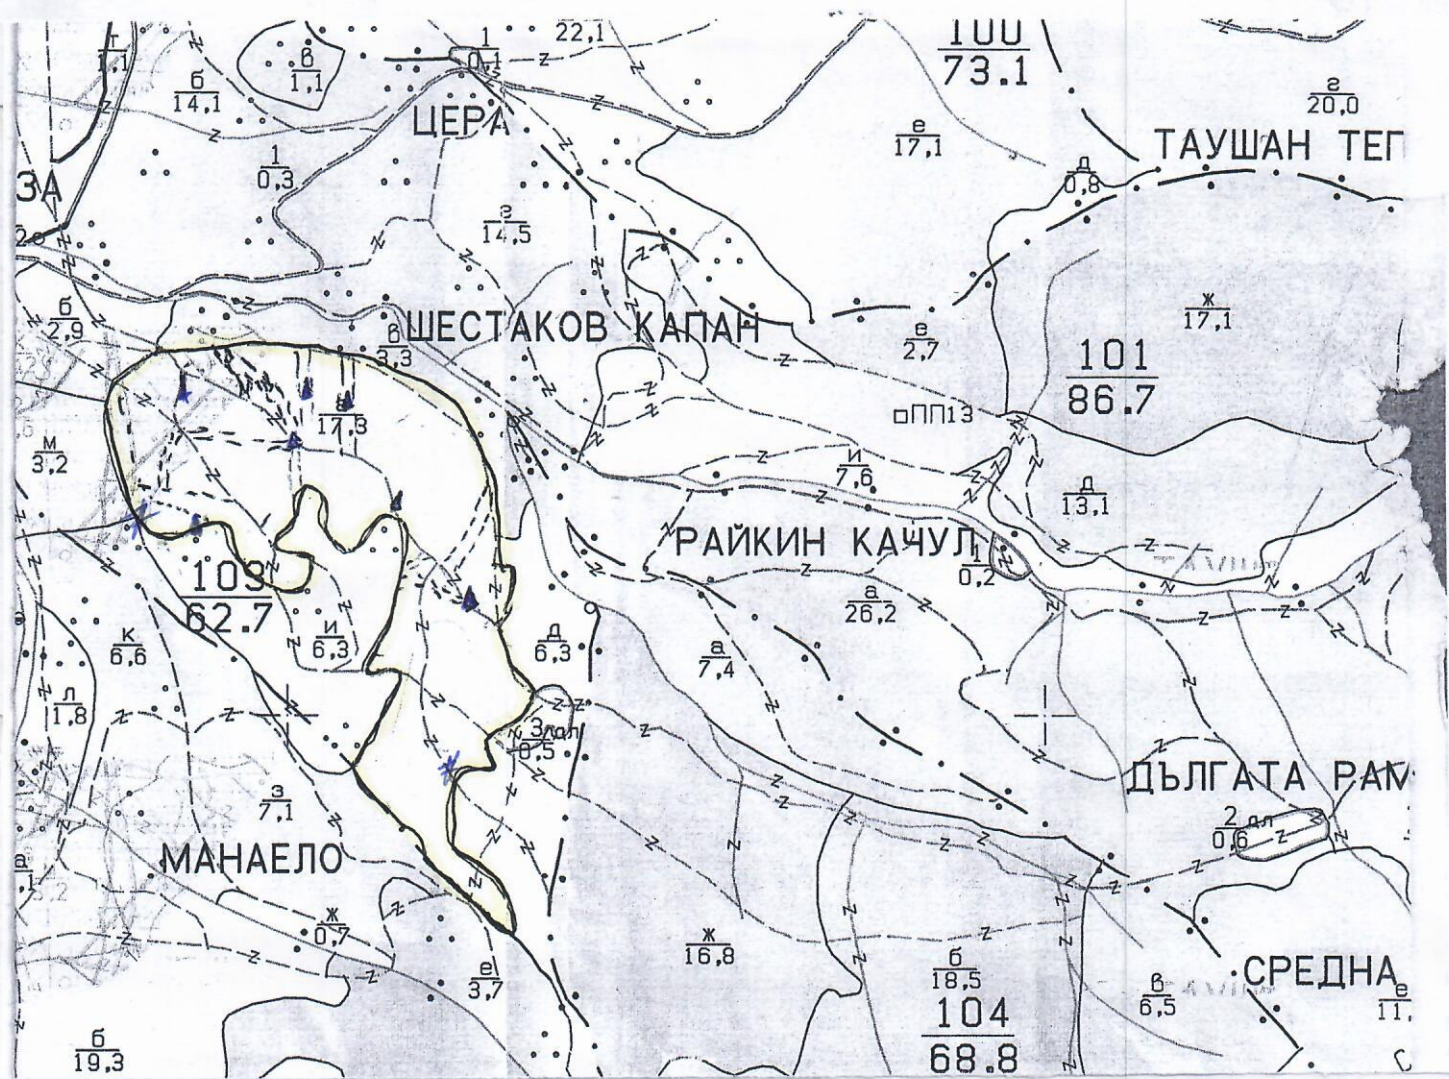 22,1
1
0,1
100
73.1
б
14,1
в
1,1
г
20,0
ЦЕРА
е
17,1
ТАУШАН ТЕП
1
0,3
д
0,8
ЗА
г
14,5
б
2,9
в
3,3
ШЕСТАКОВ КАПАН
е
2,7
ж
17,1
101
86.7
17,3
ПП13
м
3,2
и
7,6
д
13,1
РАЙКИН КАЧУЛ
1
0,2
103
62.7
а
26,2
к
6,6
и
6,3
д
6,3
а
7,4
л
1,8
3
0,5
ДЪЛГАТА РАМ
з
7,1
2
0,6
МАНАЕЛО
ж
0,7
ж
16,8
е
3,7
б
18,5
104
68.8
в
6,5
СРЕДНА
е
11,
б
19,3